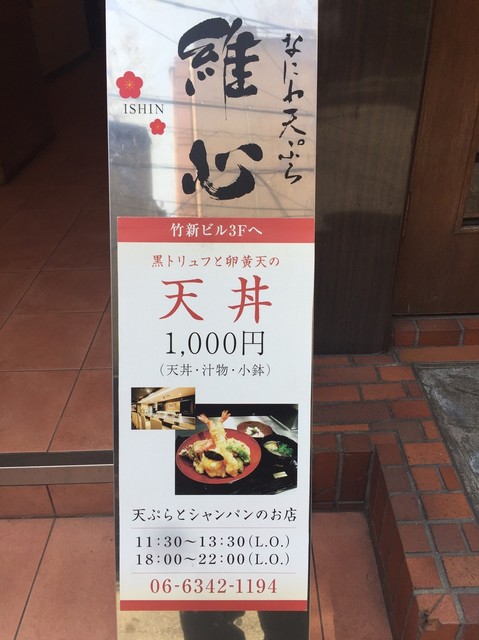 なにわ天ぷら
維心
ISHIN
竹新ビル3Fへ
黒トリュフと卵黄天の
天丼
1,000円
(天丼・汁物・小鉢)
天ぷらとシャンパンのお店
11:30〜13:30(L.O.)
18:00〜22:00(L.O.)
06-6342-1194